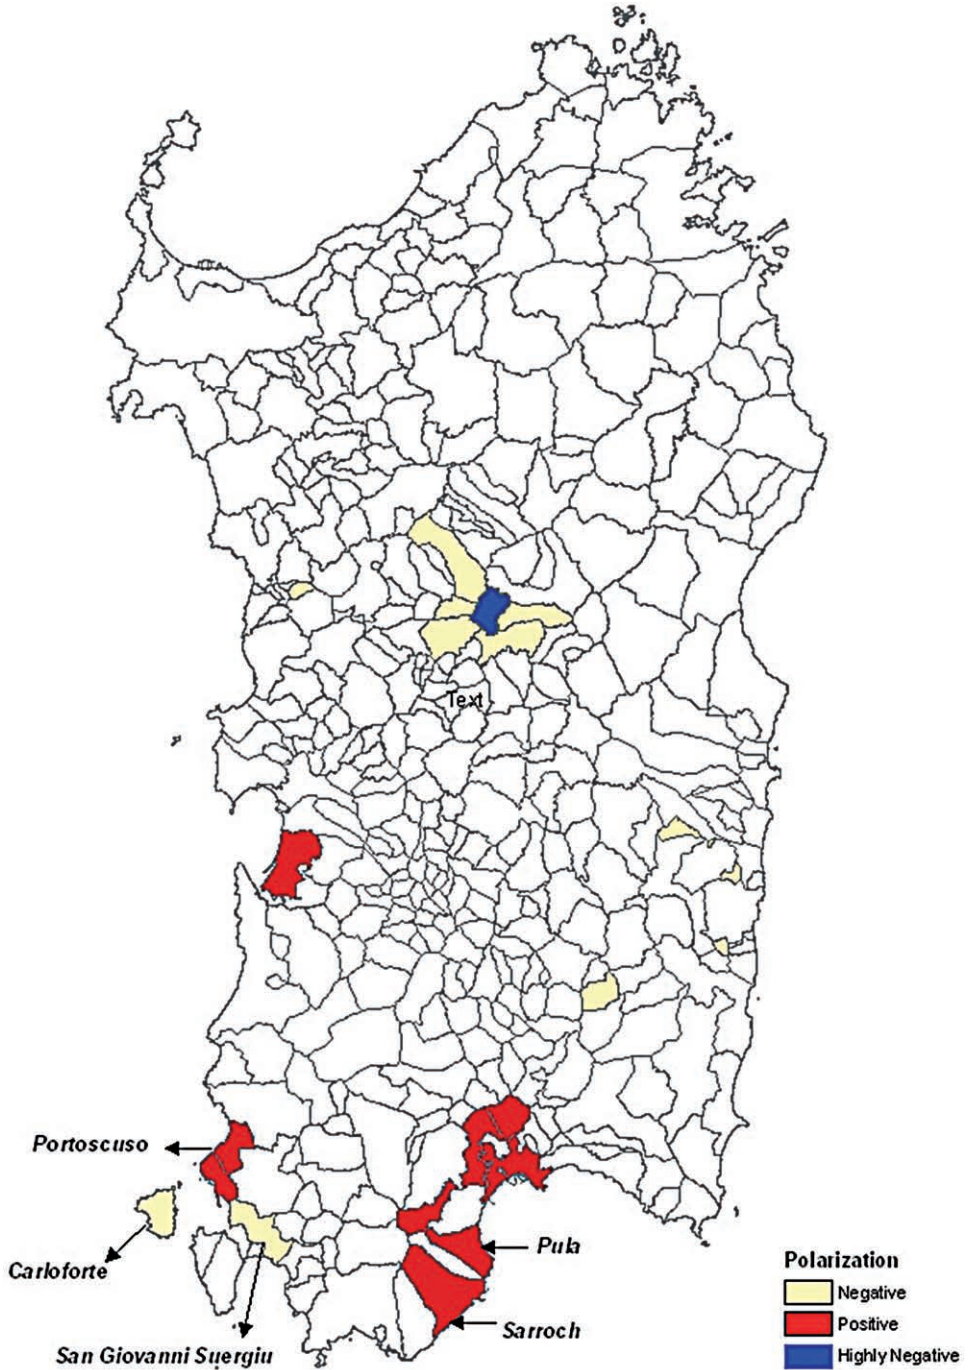 Text
Portoscuso
Carloforte
San Giovanni Suergiu
Pula
Sarroch
Polarization
Negative
Positive
Highly Negative